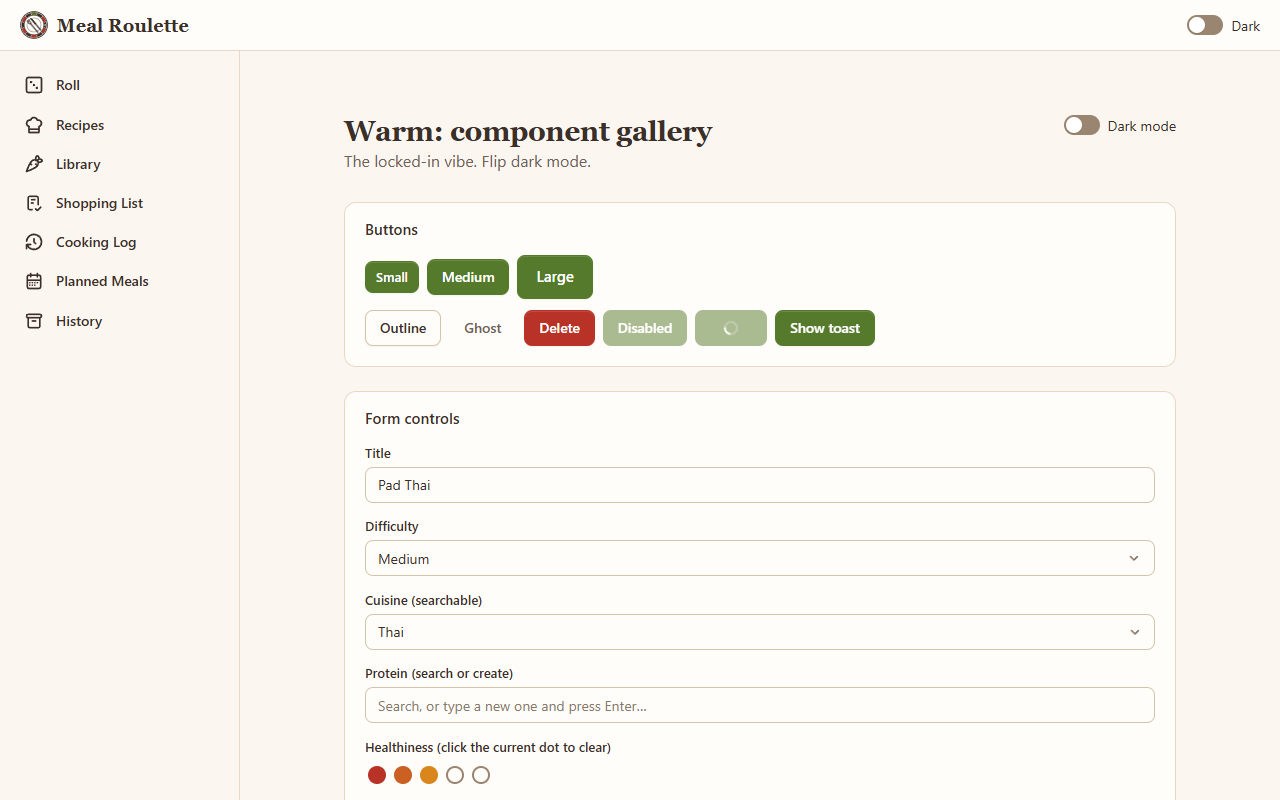 Meal Roulette
Dark
Roll
Recipes
Library
Shopping List
Cooking Log
Planned Meals
History
Warm: component gallery
Dark mode
The locked-in vibe. Flip dark mode.
Buttons
Small Medium Large
Outline Ghost Delete Disabled Show toast
Form controls
Title
Pad Thai
Difficulty
Medium
Cuisine (searchable)
Thai
Protein (search or create)
Search, or type a new one and press Enter...
Healthiness (click the current dot to clear)